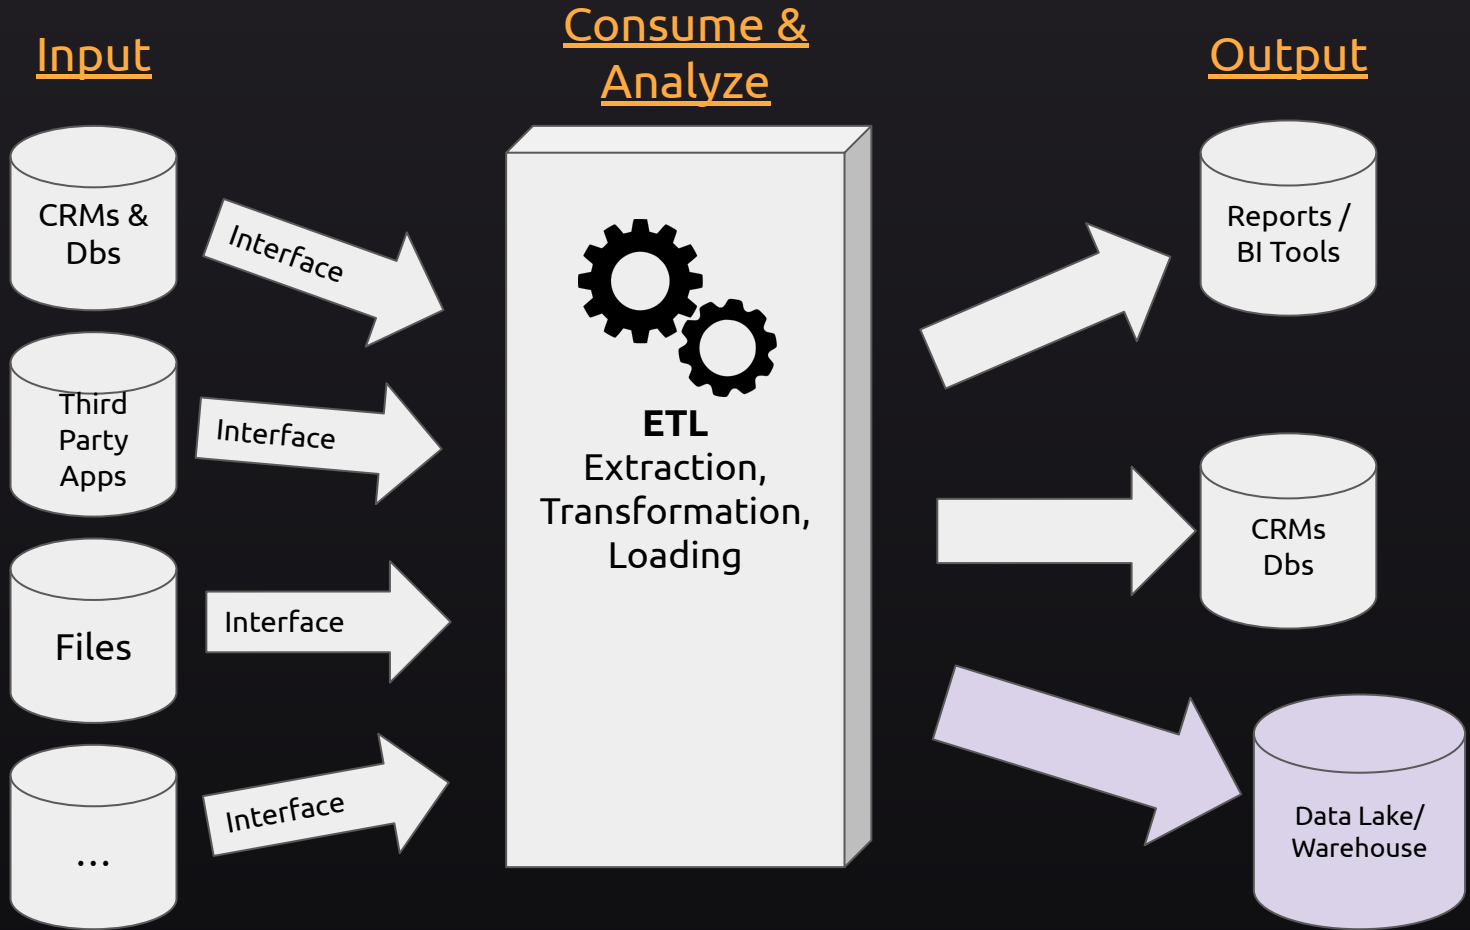 Input
Consume &
Analyze
Output
CRMs &
Dbs
Interface
Third
Party
Apps
Interface
Files
Interface
...
Interface
ETL
Extraction,
Transformation,
Loading
Reports /
BI Tools
CRMs
Dbs
Data Lake/
Warehouse